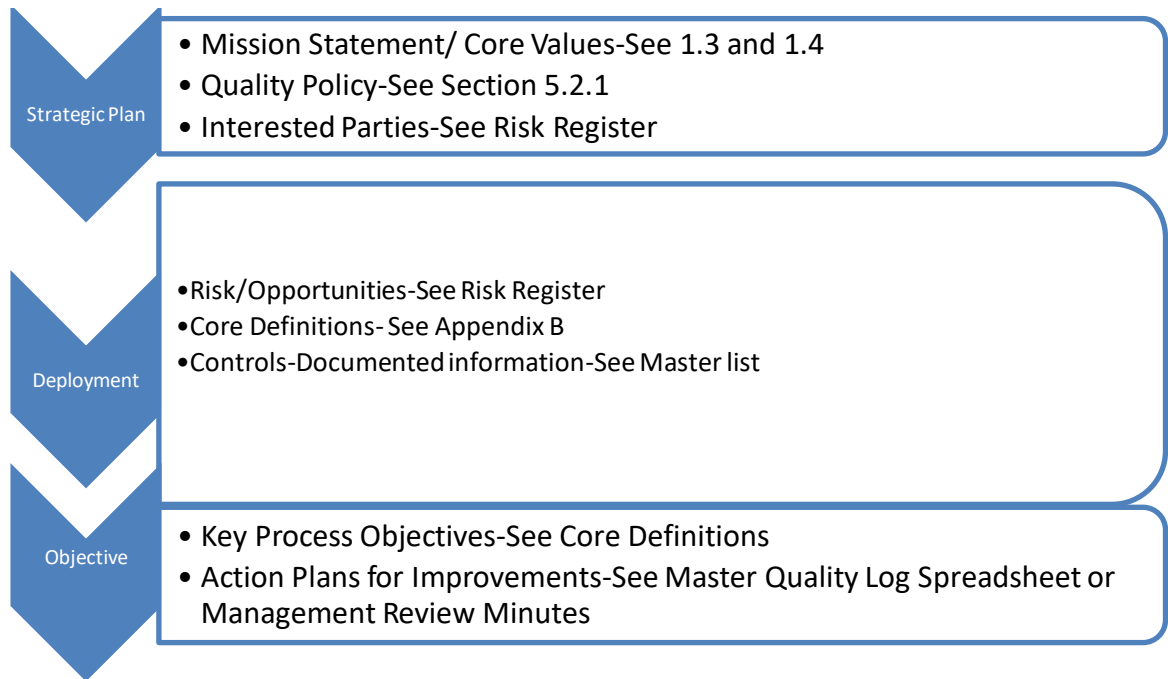 Strategic Plan
• Mission Statement/ Core Values-See 1.3 and 1.4
• Quality Policy-See Section 5.2.1
• Interested Parties-See Risk Register
Deployment
•Risk/Opportunities-See Risk Register
•Core Definitions- See Appendix B
•Controls-Documented information-See Master list
Objective
• Key Process Objectives-See Core Definitions
• Action Plans for Improvements-See Master Quality Log Spreadsheet or
Management Review Minutes